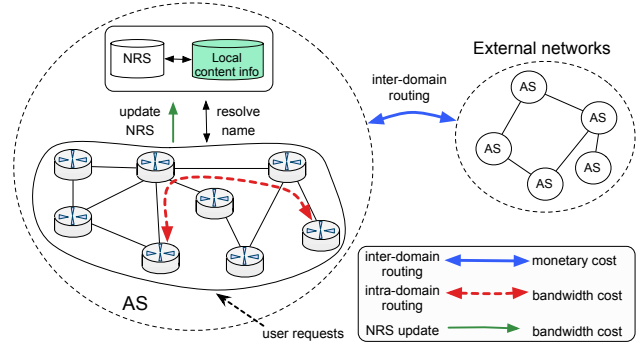 NRS
Local
content info
External networks
inter-domain
routing
update
NRS
resolve
name
AS
AS
AS
AS
AS
AS
user requests
inter-domain
routing
monetary cost
intra-domain
routing
bandwidth cost
NRS update
bandwidth cost